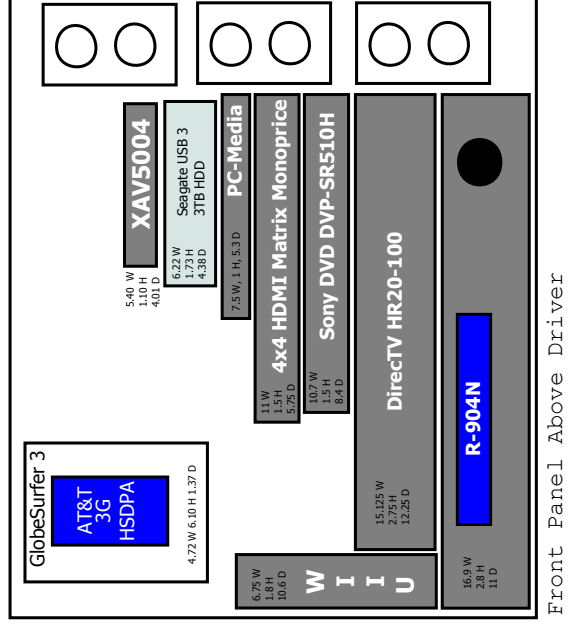 XAV5004
5.40 W
1.10 H
4.01 D
Seagate USB 3
3TB HDD
6.22 W
1.73 H
4.38 D
PC-Media
7.5 W, 1 H, 5.3 D
4x4 HDMI Matrix Monoprice
11 W
1.5 H
5.75 D
Sony DVD DVP-SR510H
10.7 W
1.5 H
8.4 D
DirecTV HR20-100
15.125 W
2.75 H
12.25 D
R-904N
16.9 W
2.8 H
11 D
GlobeSurfer 3
AT&T
3G
HSDPA
4.72 W 6.10 H 1.37 D
6.75 W
1.8 H
10.6 D
W
I
I
U
Front Panel Above Driver